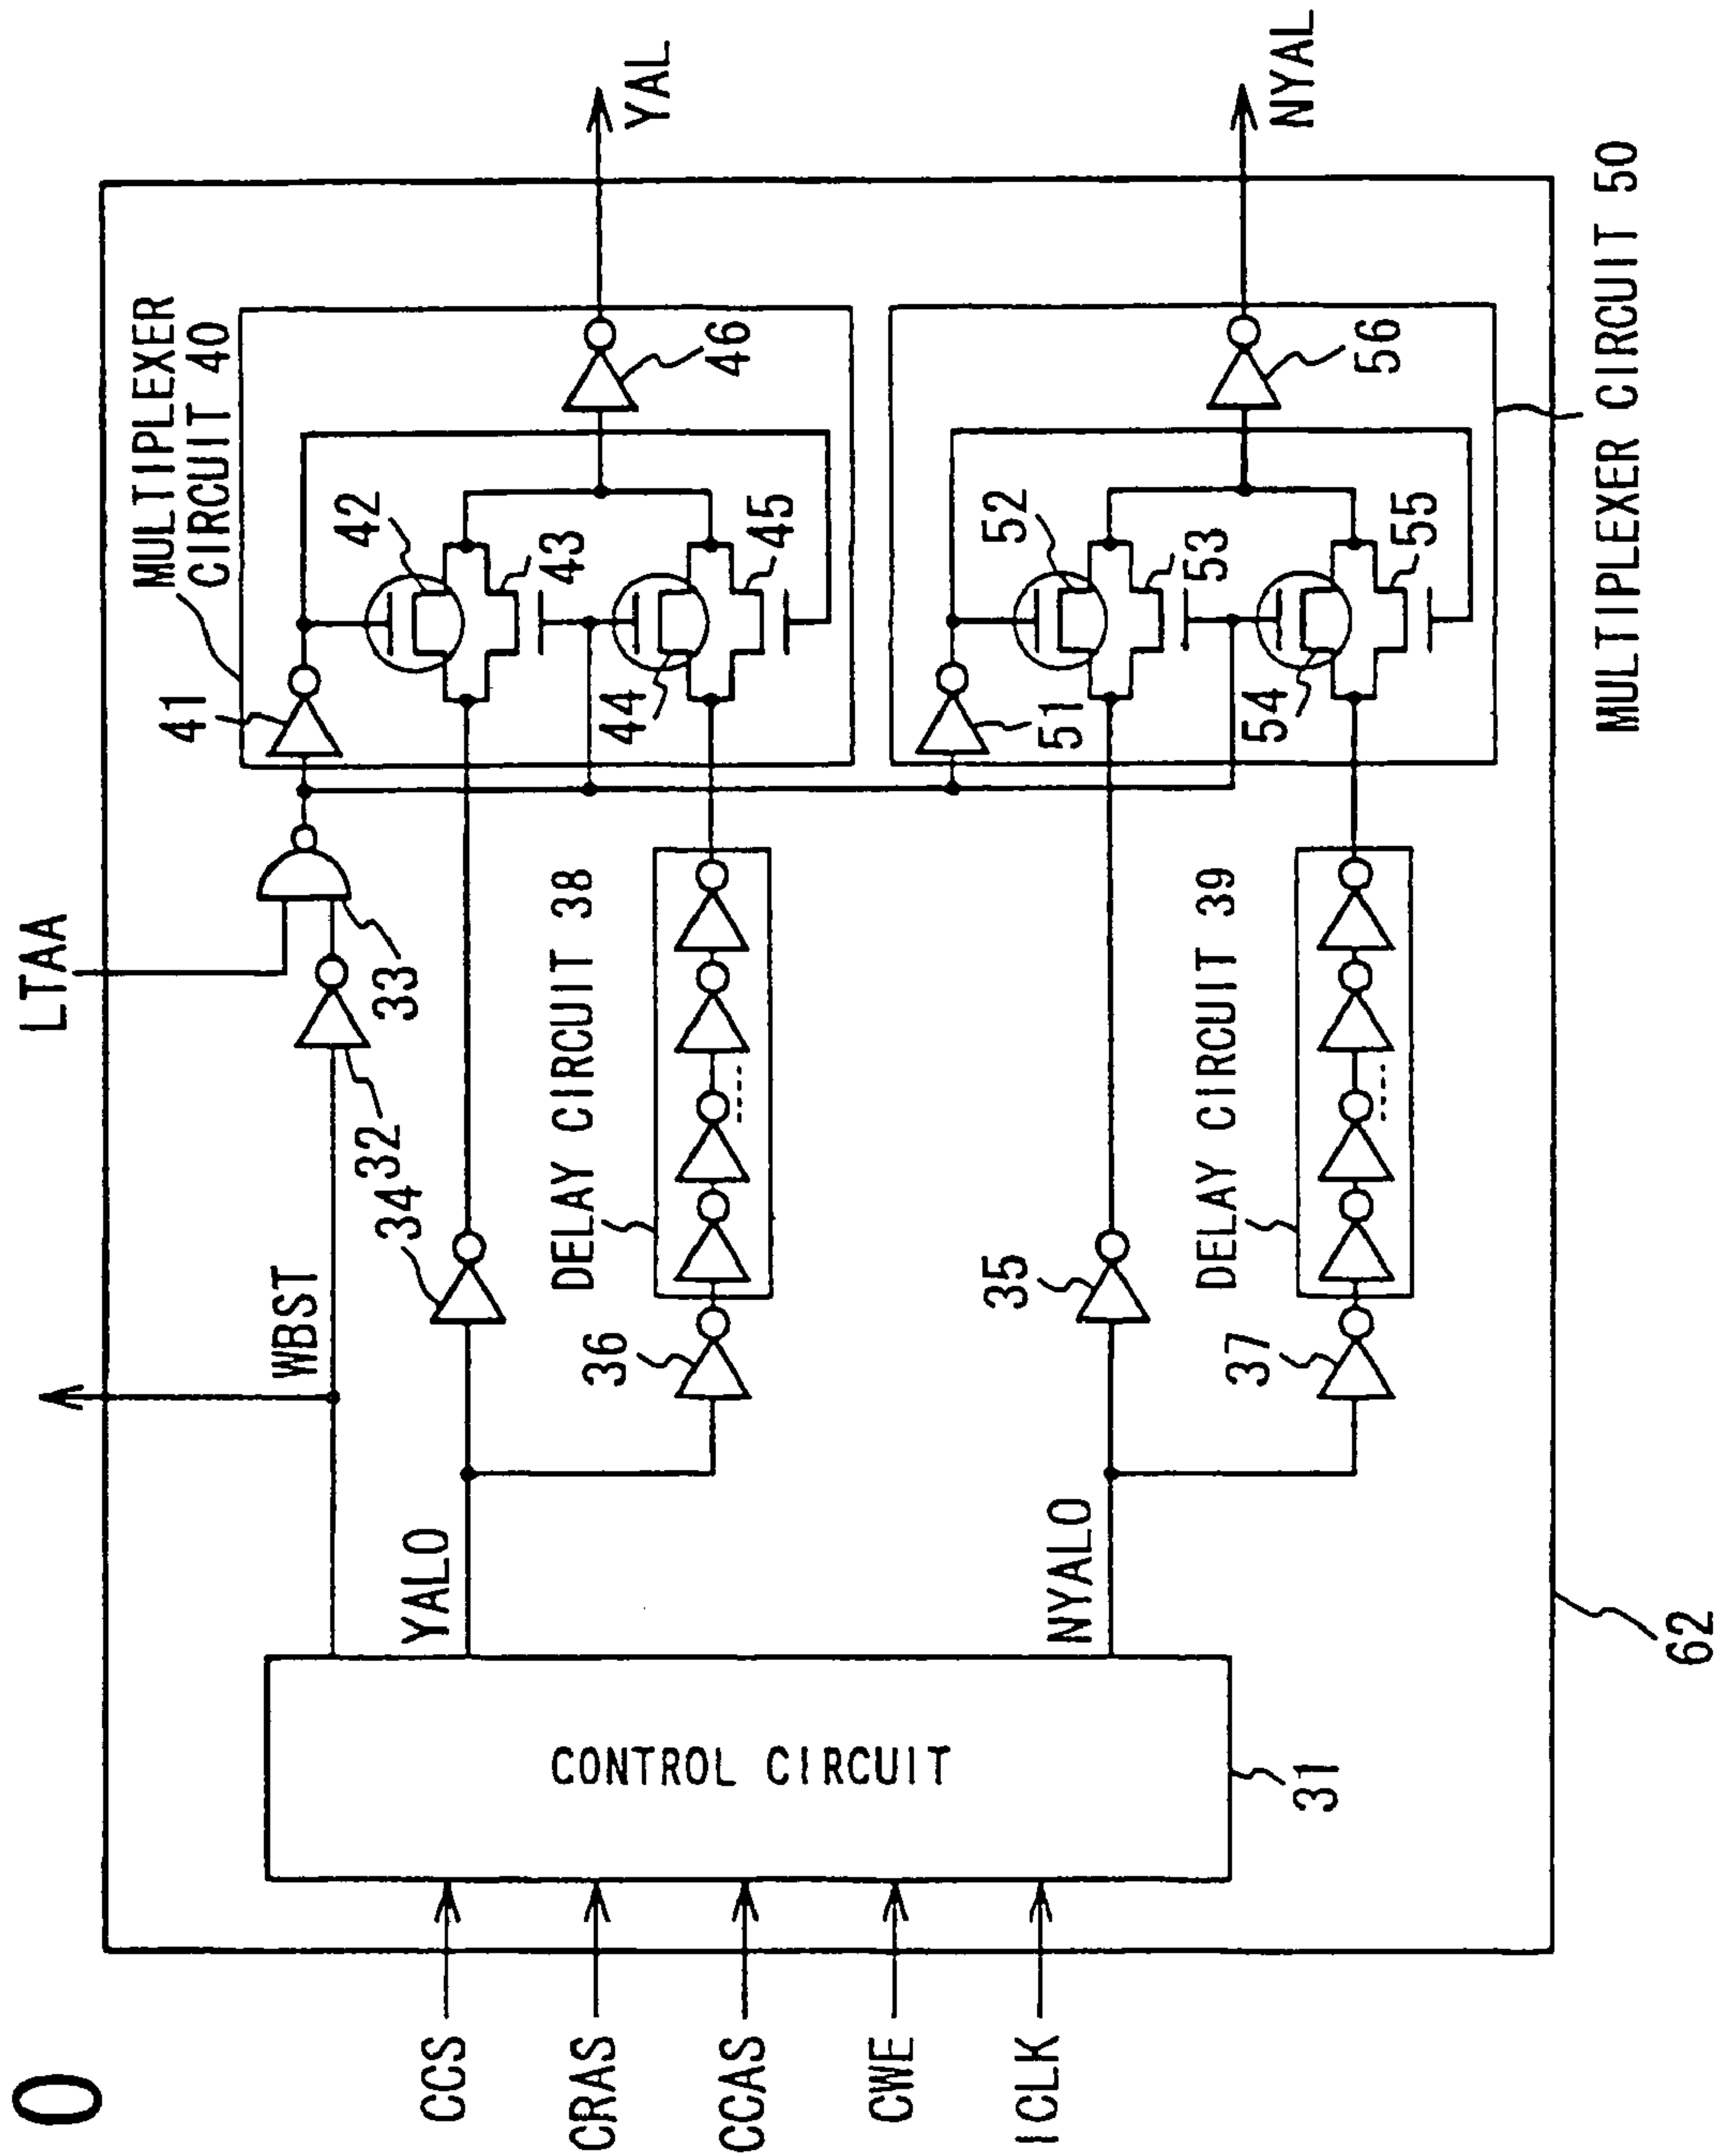 0
CCS
CRAS
CCAS
CWE
ICLK
CONTROL CIRCUIT
31
62
WBST
YALO
NYALO
LTAA
32
33
34
35
36
37
DELAY CIRCUIT 38
DELAY CIRCUIT 39
MULTIPLEXER
CIRCUIT 40
41
42
43
44
45
46
YAL
51
52
53
54
55
56
NYAL
MULTIPLEXER CIRCUIT 50